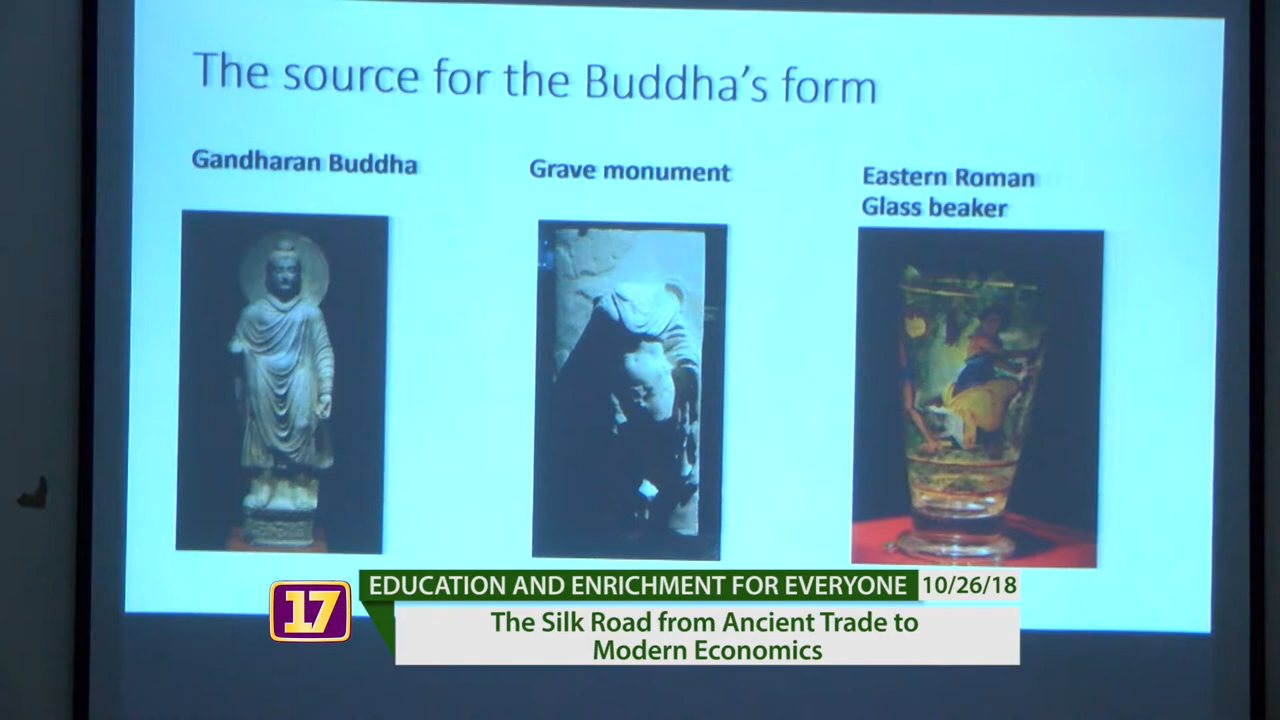 The source for the Buddha's form
Gandharan Buddha
Grave monument
Eastern Roman
Glass beaker
17
EDUCATION AND ENRICHMENT FOR EVERYONE
10/26/18
The Silk Road from Ancient Trade to
Modern Economics